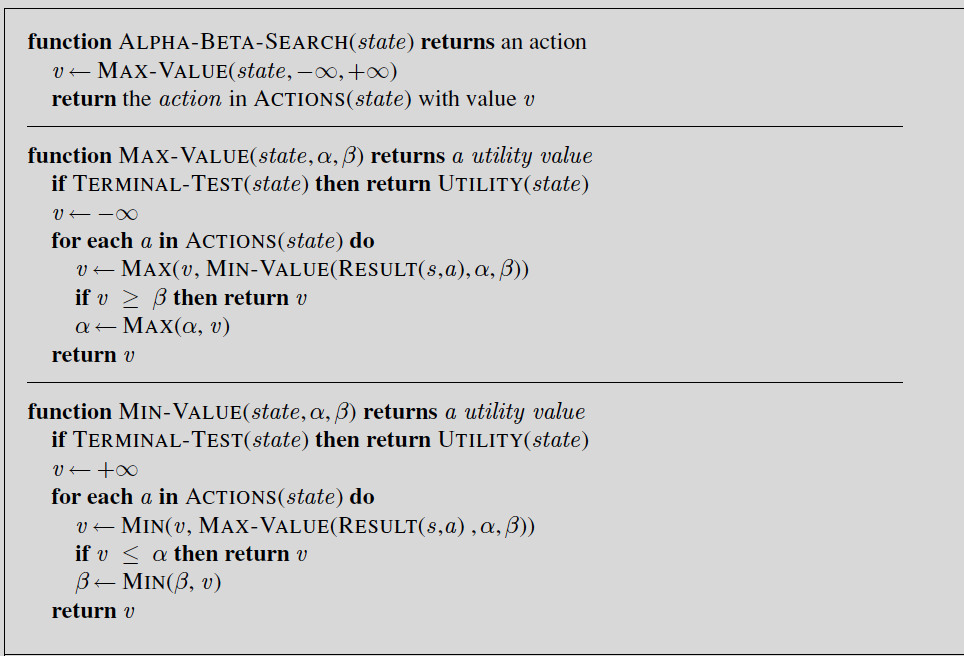 function ALPHA-BETA-SEARCH(state) returns an action
v ← MAX-VALUE(state, −∞, +∞)
return the action in ACTIONS(state) with value v
function MAX-VALUE(state, α, β) returns a utility value
if TERMINAL-TEST(state) then return UTILITY(state)
v ← −∞
for each a in ACTIONS(state) do
v ← MAX(v, MIN-VALUE(RESULT(s,a), α, β))
if v ≥ β then return v
α ← MAX(α, v)
return v
function MIN-VALUE(state, α, β) returns a utility value
if TERMINAL-TEST(state) then return UTILITY(state)
v ← +∞
for each a in ACTIONS(state) do
v ← MIN(v, MAX-VALUE(RESULT(s,a) , α, β))
if v ≤ α then return v
β ← MIN(β, v)
return v